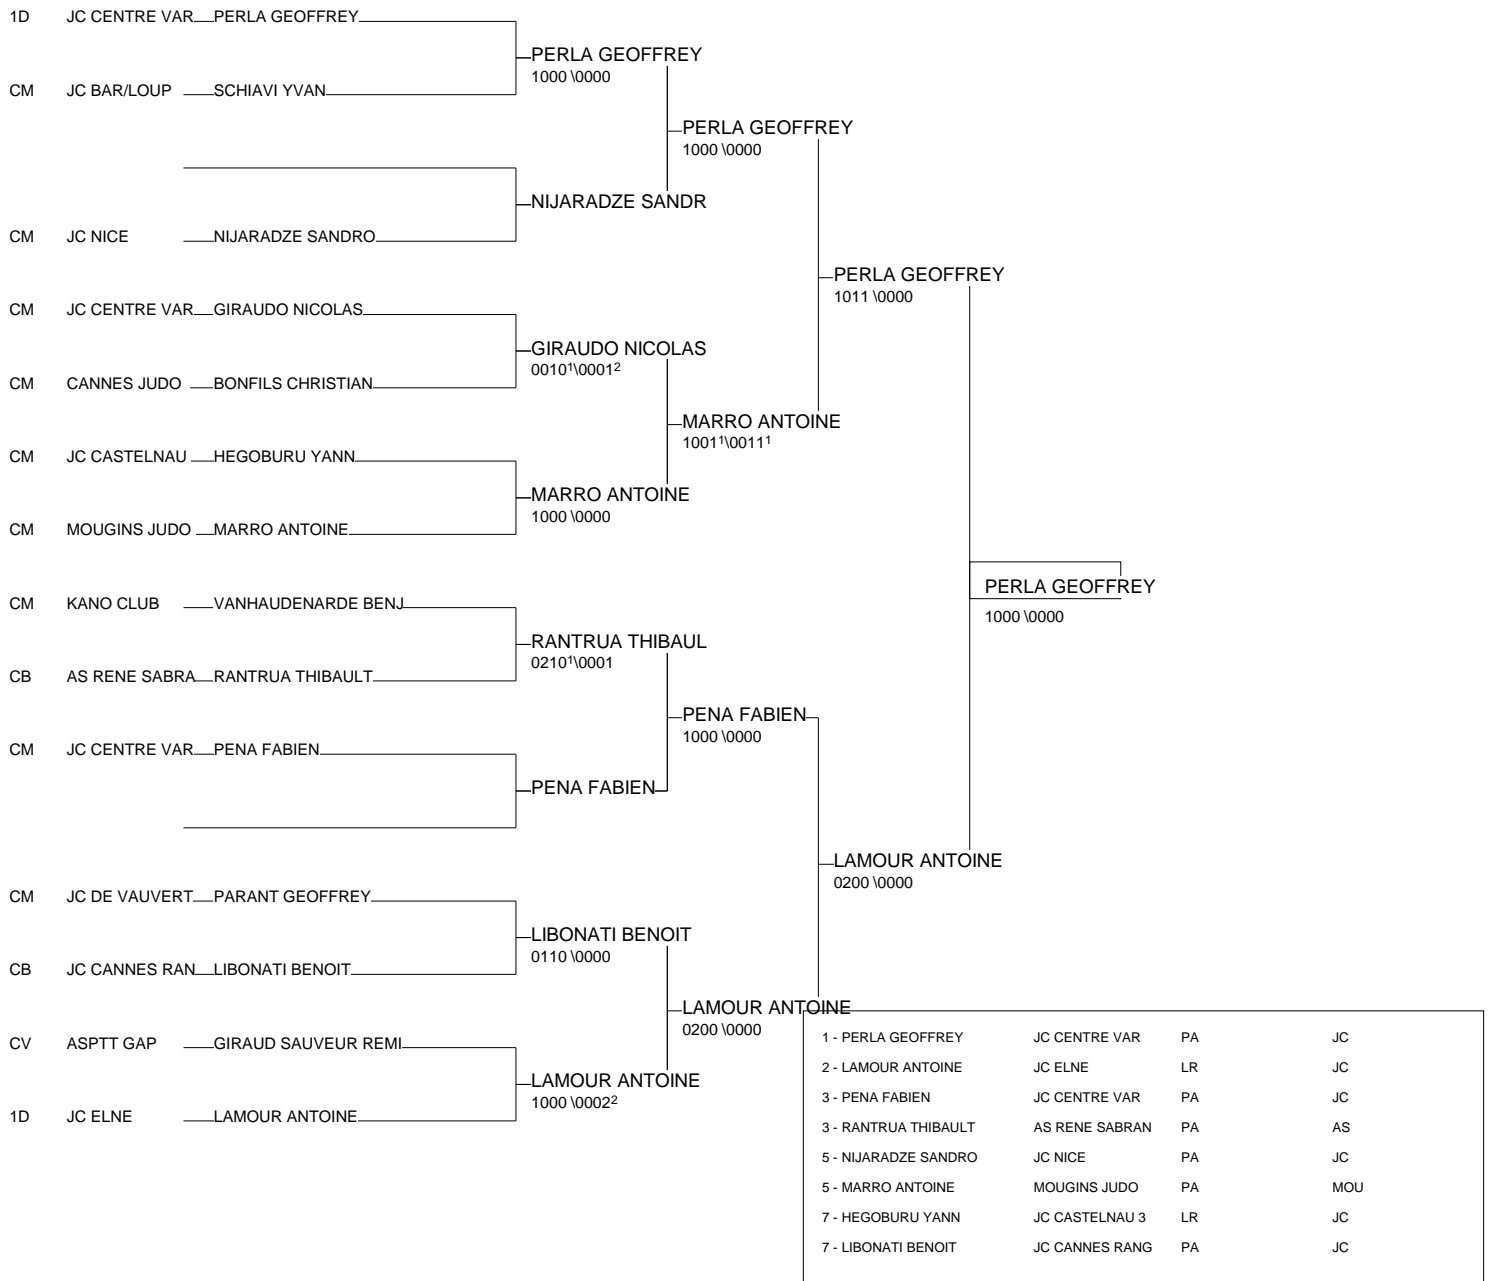 1D JC CENTRE VAR PERLA GEOFFREY
PERLA GEOFFREY
1000 \0000
CM JC BAR/LOUP SCHIAVI YVAN
PERLA GEOFFREY
1000 \0000
NIJARADZE SANDR
CM JC NICE NIJARADZE SANDRO
PERLA GEOFFREY
1011 \0000
CM JC CENTRE VAR GIRAUDO NICOLAS
GIRAUDO NICOLAS
0010¹\0001²
CM CANNES JUDO BONFILS CHRISTIAN
MARRO ANTOINE
1001¹\0011¹
CM JC CASTELNAU HEGOBURU YANN
MARRO ANTOINE
1000 \0000
CM MOUGINS JUDO MARRO ANTOINE
PERLA GEOFFREY
1000 \0000
CM KANO CLUB VANHAUDENARDE BENJ
RANTRUA THIBAUL
0210¹\0001
CB AS RENE SABRA RANTRUA THIBAULT
PENA FABIEN
1000 \0000
CM JC CENTRE VAR PENA FABIEN
PENA FABIEN
LAMOUR ANTOINE
0200 \0000
CM JC DE VAUVERT PARANT GEOFFREY
LIBONATI BENOIT
0110 \0000
CB JC CANNES RAN LIBONATI BENOIT
LAMOUR ANTOINE
0200 \0000
CV ASPTT GAP GIRAUD SAUVEUR REMI
LAMOUR ANTOINE
1000 \0002²
1D JC ELNE LAMOUR ANTOINE
1 - PERLA GEOFFREY JC CENTRE VAR PA JC
2 - LAMOUR ANTOINE JC ELNE LR JC
3 - PENA FABIEN JC CENTRE VAR PA JC
3 - RANTRUA THIBAULT AS RENE SABRAN PA AS
5 - NIJARADZE SANDRO JC NICE PA JC
5 - MARRO ANTOINE MOUGINS JUDO PA MOU
7 - HEGOBURU YANN JC CASTELNAU 3 LR JC
7 - LIBONATI BENOIT JC CANNES RANG PA JC